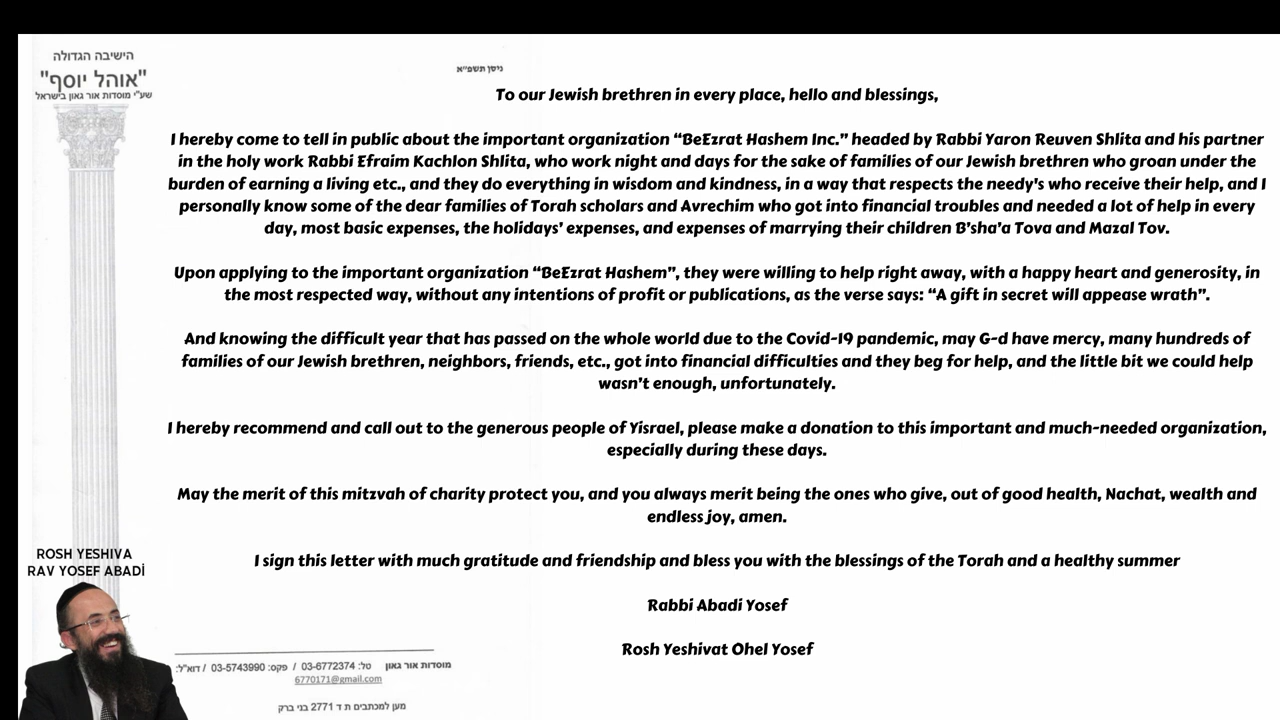 הישיבה הגדולה
"אוהל יוסף"
שע"י מוסדות אור גאון בישראל
ניסן תשפ"א
To our Jewish brethren in every place, hello and blessings,
I hereby come to tell in public about the important organization “BeEzrat Hashem Inc.” headed by Rabbi Yaron Reuven Shlita and his partner
in the holy work Rabbi Efraim Kachlon Shlita, who work night and days for the sake of families of our Jewish brethren who groan under the
burden of earning a living etc., and they do everything in wisdom and kindness, in a way that respects the needy's who receive their help, and I
personally know some of the dear families of Torah scholars and Avrechim who got into financial troubles and needed a lot of help in every
day, most basic expenses, the holidays' expenses, and expenses of marrying their children B'sha'a Tova and Mazal Tov.
Upon applying to the important organization “BeEzrat Hashem”, they were willing to help right away, with a happy heart and generosity, in
the most respected way, without any intentions of profit or publications, as the verse says: “A gift in secret will appease wrath”.
And knowing the difficult year that has passed on the whole world due to the Covid-19 pandemic, may G-d have mercy, many hundreds of
families of our Jewish brethren, neighbors, friends, etc., got into financial difficulties and they beg for help, and the little bit we could help
wasn't enough, unfortunately.
I hereby recommend and call out to the generous people of Yisrael, please make a donation to this important and much-needed organization,
especially during these days.
May the merit of this mitzvah of charity protect you, and you always merit being the ones who give, out of good health, Nachat, wealth and
endless joy, amen.
I sign this letter with much gratitude and friendship and bless you with the blessings of the Torah and a healthy summer
Rabbi Abadi Yosef
Rosh Yeshivat Ohel Yosef
ROSH YESHIVA
RAV YOSEF ABADİ
מוסדות אור גאון טל: 03-6772374 / פקס: 03-5743990 / דוא"ל:
6770171@gmail.com
מען למכתבים ת ד 2771 בני ברק